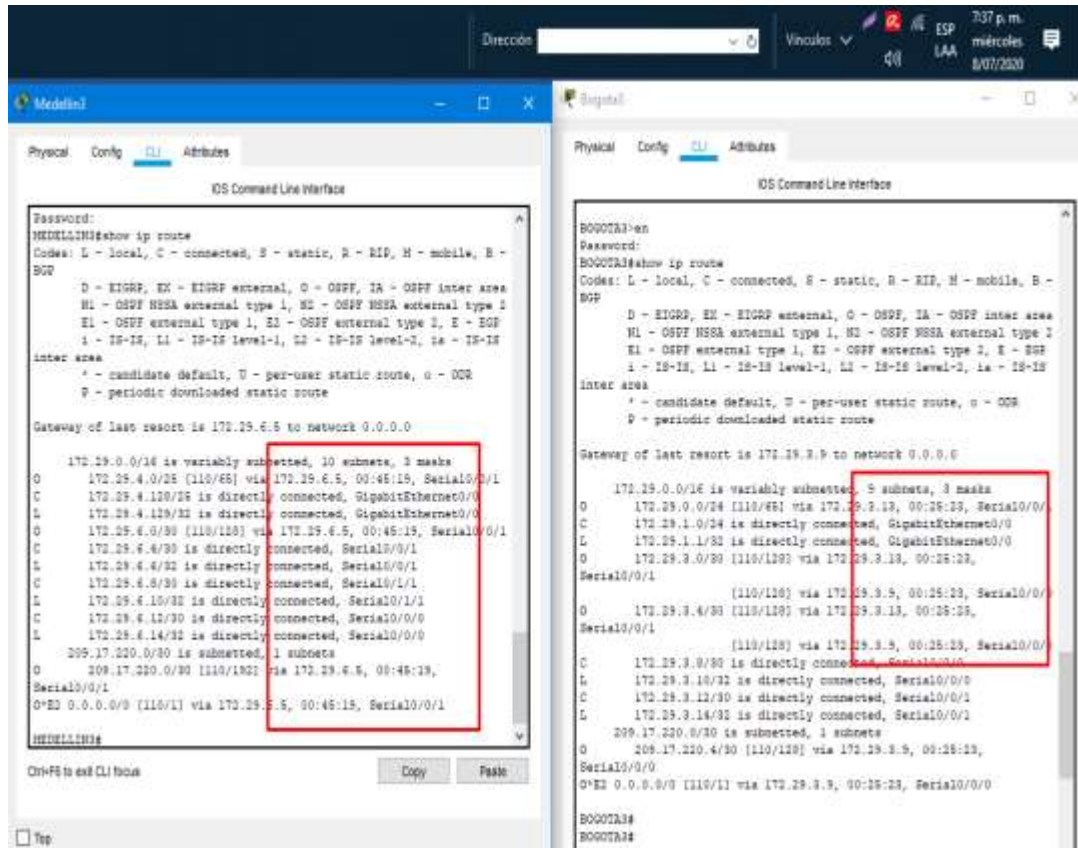 Dirección
Vínculos
ESP
LAA
7:37 p. m.
miércoles
8/07/2020
Medellin3
Physical Config CLI Attributes
IOS Command Line Interface
Password:
MEDELLIN3#show ip route
Codes: L - local, C - connected, S - static, R - RIP, M - mobile, B -
BGP
D - EIGRP, EX - EIGRP external, O - OSPF, IA - OSPF inter area
N1 - OSPF NSSA external type 1, N2 - OSPF NSSA external type 2
E1 - OSPF external type 1, E2 - OSPF external type 2, E - EGP
i - IS-IS, L1 - IS-IS level-1, L2 - IS-IS level-2, ia - IS-IS
inter area
* - candidate default, U - per-user static route, o - ODR
P - periodic downloaded static route
Gateway of last resort is 172.29.6.5 to network 0.0.0.0
172.29.0.0/16 is variably subnetted, 10 subnets, 3 masks
O 172.29.4.0/25 [110/65] via 172.29.6.5, 00:45:19, Serial0/0/1
C 172.29.4.128/25 is directly connected, GigabitEthernet0/0
L 172.29.4.129/32 is directly connected, GigabitEthernet0/0
O 172.29.6.0/30 [110/128] via 172.29.6.5, 00:45:19, Serial0/0/1
C 172.29.6.4/30 is directly connected, Serial0/0/1
L 172.29.6.6/32 is directly connected, Serial0/0/1
C 172.29.6.8/30 is directly connected, Serial0/1/1
L 172.29.6.10/32 is directly connected, Serial0/1/1
C 172.29.6.12/30 is directly connected, Serial0/0/0
L 172.29.6.14/32 is directly connected, Serial0/0/0
209.17.220.0/30 is subnetted, 1 subnets
O 209.17.220.0/30 [110/192] via 172.29.6.5, 00:45:19,
Serial0/0/1
O*E2 0.0.0.0/0 [110/1] via 172.29.6.5, 00:45:19, Serial0/0/1
MEDELLIN3#
Ctrl+F6 to exit CLI focus
Copy Paste
Top
Bogota3
Physical Config CLI Attributes
IOS Command Line Interface
BOGOTA3>en
Password:
BOGOTA3#show ip route
Codes: L - local, C - connected, S - static, R - RIP, M - mobile, B -
BGP
D - EIGRP, EX - EIGRP external, O - OSPF, IA - OSPF inter area
N1 - OSPF NSSA external type 1, N2 - OSPF NSSA external type 2
E1 - OSPF external type 1, E2 - OSPF external type 2, E - EGP
i - IS-IS, L1 - IS-IS level-1, L2 - IS-IS level-2, ia - IS-IS
inter area
* - candidate default, U - per-user static route, o - ODR
P - periodic downloaded static route
Gateway of last resort is 172.29.3.9 to network 0.0.0.0
172.29.0.0/16 is variably subnetted, 9 subnets, 3 masks
O 172.29.0.0/24 [110/65] via 172.29.3.13, 00:25:23, Serial0/0/1
C 172.29.1.0/24 is directly connected, GigabitEthernet0/0
L 172.29.1.1/32 is directly connected, GigabitEthernet0/0
O 172.29.3.0/30 [110/128] via 172.29.3.13, 00:25:23,
Serial0/0/1
[110/128] via 172.29.3.9, 00:25:23, Serial0/0/0
O 172.29.3.4/30 [110/128] via 172.29.3.13, 00:25:23,
Serial0/0/1
[110/128] via 172.29.3.9, 00:25:23, Serial0/0/0
C 172.29.3.8/30 is directly connected, Serial0/0/0
L 172.29.3.10/32 is directly connected, Serial0/0/0
C 172.29.3.12/30 is directly connected, Serial0/0/1
L 172.29.3.14/32 is directly connected, Serial0/0/1
209.17.220.0/30 is subnetted, 1 subnets
O 209.17.220.4/30 [110/128] via 172.29.3.9, 00:25:23,
Serial0/0/0
O*E2 0.0.0.0/0 [110/1] via 172.29.3.9, 00:25:23, Serial0/0/0
BOGOTA3#
BOGOTA3#